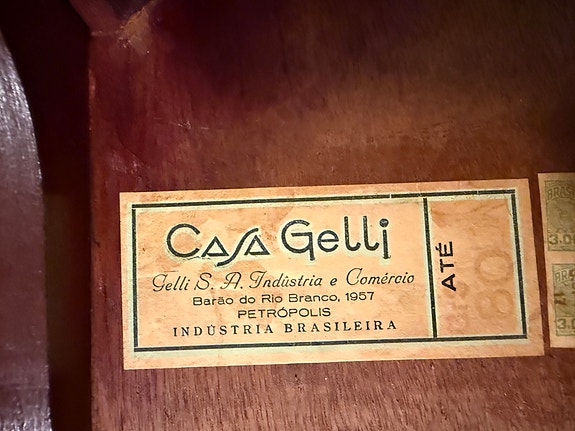 Casa Gelli
Gelli S. A. Indústria e Comércio
Barão do Rio Branco, 1957
PETRÓPOLIS
INDÚSTRIA BRASILEIRA
ATÉ